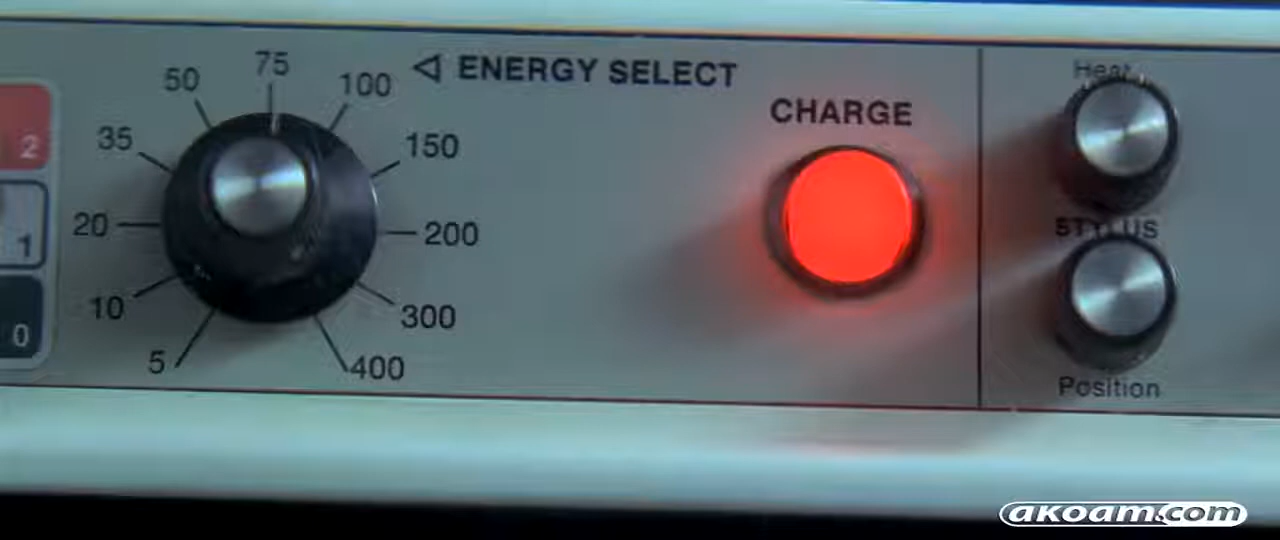 75
50
100
◁ ENERGY SELECT
35
150
20
200
10
300
5
400
2
1
0
CHARGE
Heat
STYLUS
Position
akoam.com